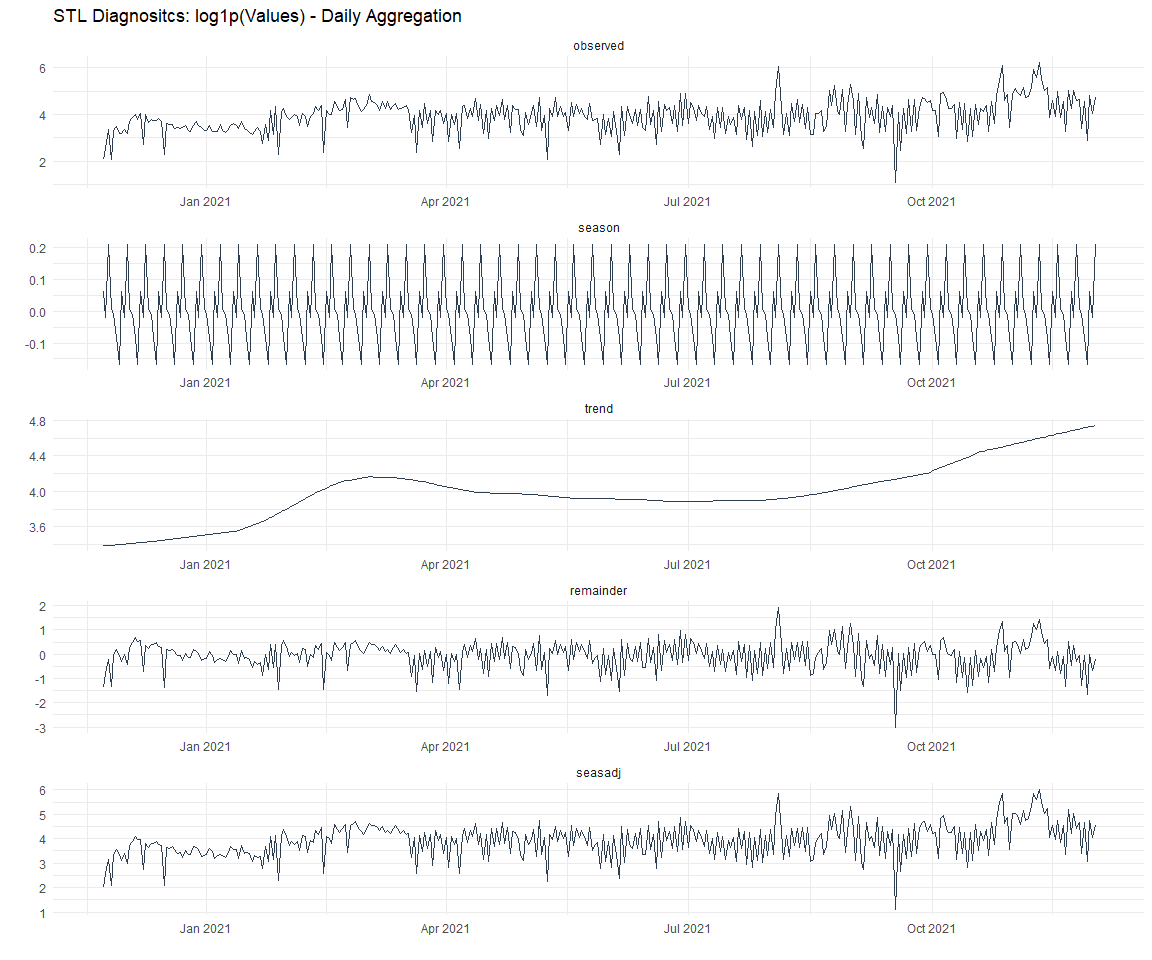 STL Diagnositcs: log1p(Values) - Daily Aggregation
observed
6
4
2
Jan 2021 Apr 2021 Jul 2021 Oct 2021
season
0.2
0.1
0.0
-0.1
Jan 2021 Apr 2021 Jul 2021 Oct 2021
trend
4.8
4.4
4.0
3.6
Jan 2021 Apr 2021 Jul 2021 Oct 2021
remainder
2
1
0
-1
-2
-3
Jan 2021 Apr 2021 Jul 2021 Oct 2021
seasadj
6
5
4
3
2
1
Jan 2021 Apr 2021 Jul 2021 Oct 2021